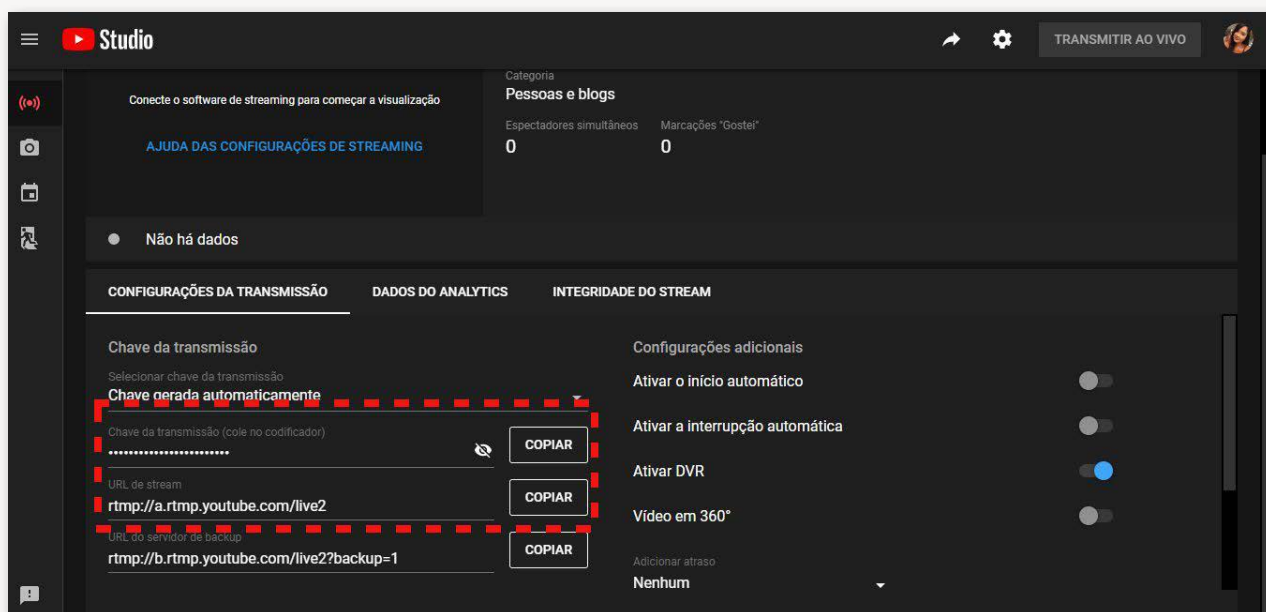 Studio
TRANSMITIR AO VIVO
Conecte o software de streaming para começar a visualização
AJUDA DAS CONFIGURAÇÕES DE STREAMING
Categoria
Pessoas e blogs
Espectadores simultâneos Marcações "Gostei"
0 0
Não há dados
CONFIGURAÇÕES DA TRANSMISSÃO DADOS DO ANALYTICS INTEGRIDADE DO STREAM
Chave da transmissão
Selecionar chave da transmissão
Chave gerada automaticamente
Chave da transmissão (cole no codificador)
••••••••••••••••••••••••
COPIAR
URL de stream
rtmp://a.rtmp.youtube.com/live2
COPIAR
URL do servidor de backup
rtmp://b.rtmp.youtube.com/live2?backup=1
COPIAR
Configurações adicionais
Ativar o início automático
Ativar a interrupção automática
Ativar DVR
Vídeo em 360°
Adicionar atraso
Nenhum